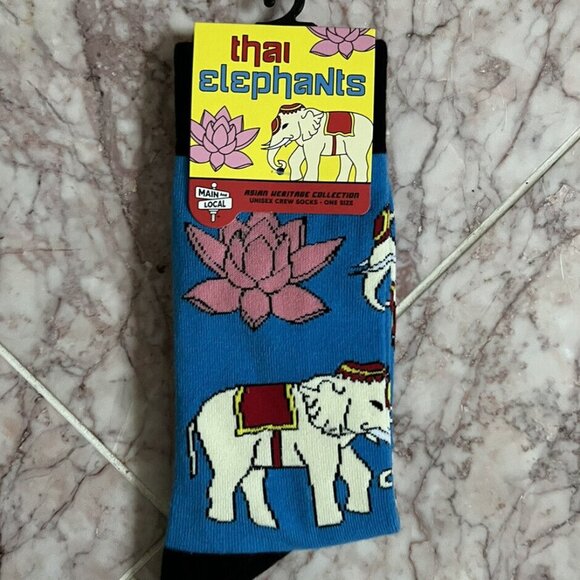 thai
elephants
MAIN AND
LOCAL
ASIAN HERITAGE COLLECTION
UNISEX CREW SOCKS - ONE SIZE